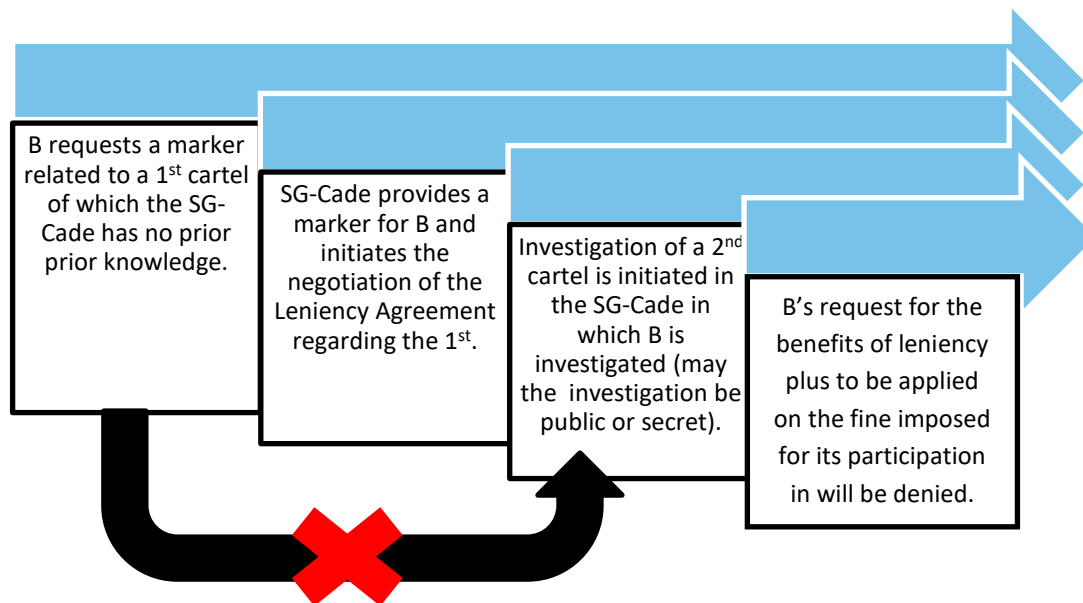 B requests a marker
related to a 1st cartel
of which the SG-
Cade has no prior
prior knowledge.
SG-Cade provides a
marker for B and
initiates the
negotiation of the
Leniency Agreement
regarding the 1st.
Investigation of a 2nd
cartel is initiated in
the SG-Cade in
which B is
investigated (may
the investigation be
public or secret).
B’s request for the
benefits of leniency
plus to be applied
on the fine imposed
for its participation
in will be denied.